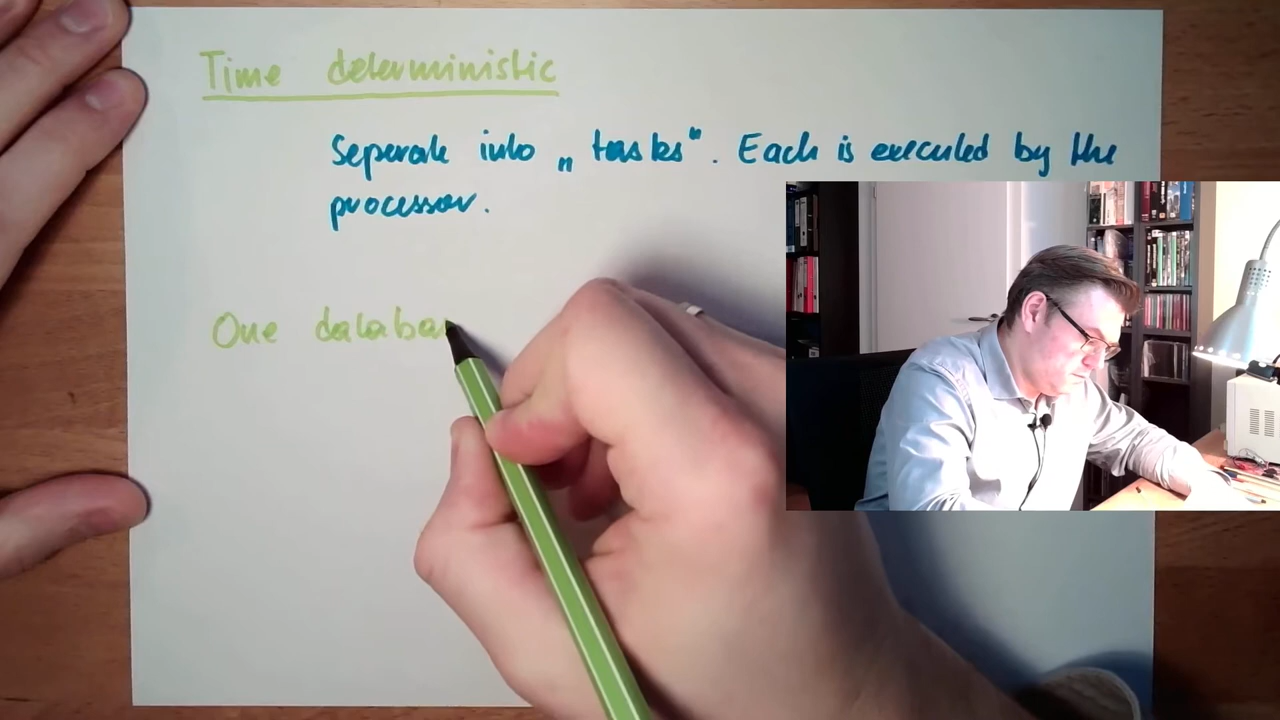 Time deterministic
Seperate into „tasks". Each is executed by the
processor.
One databa